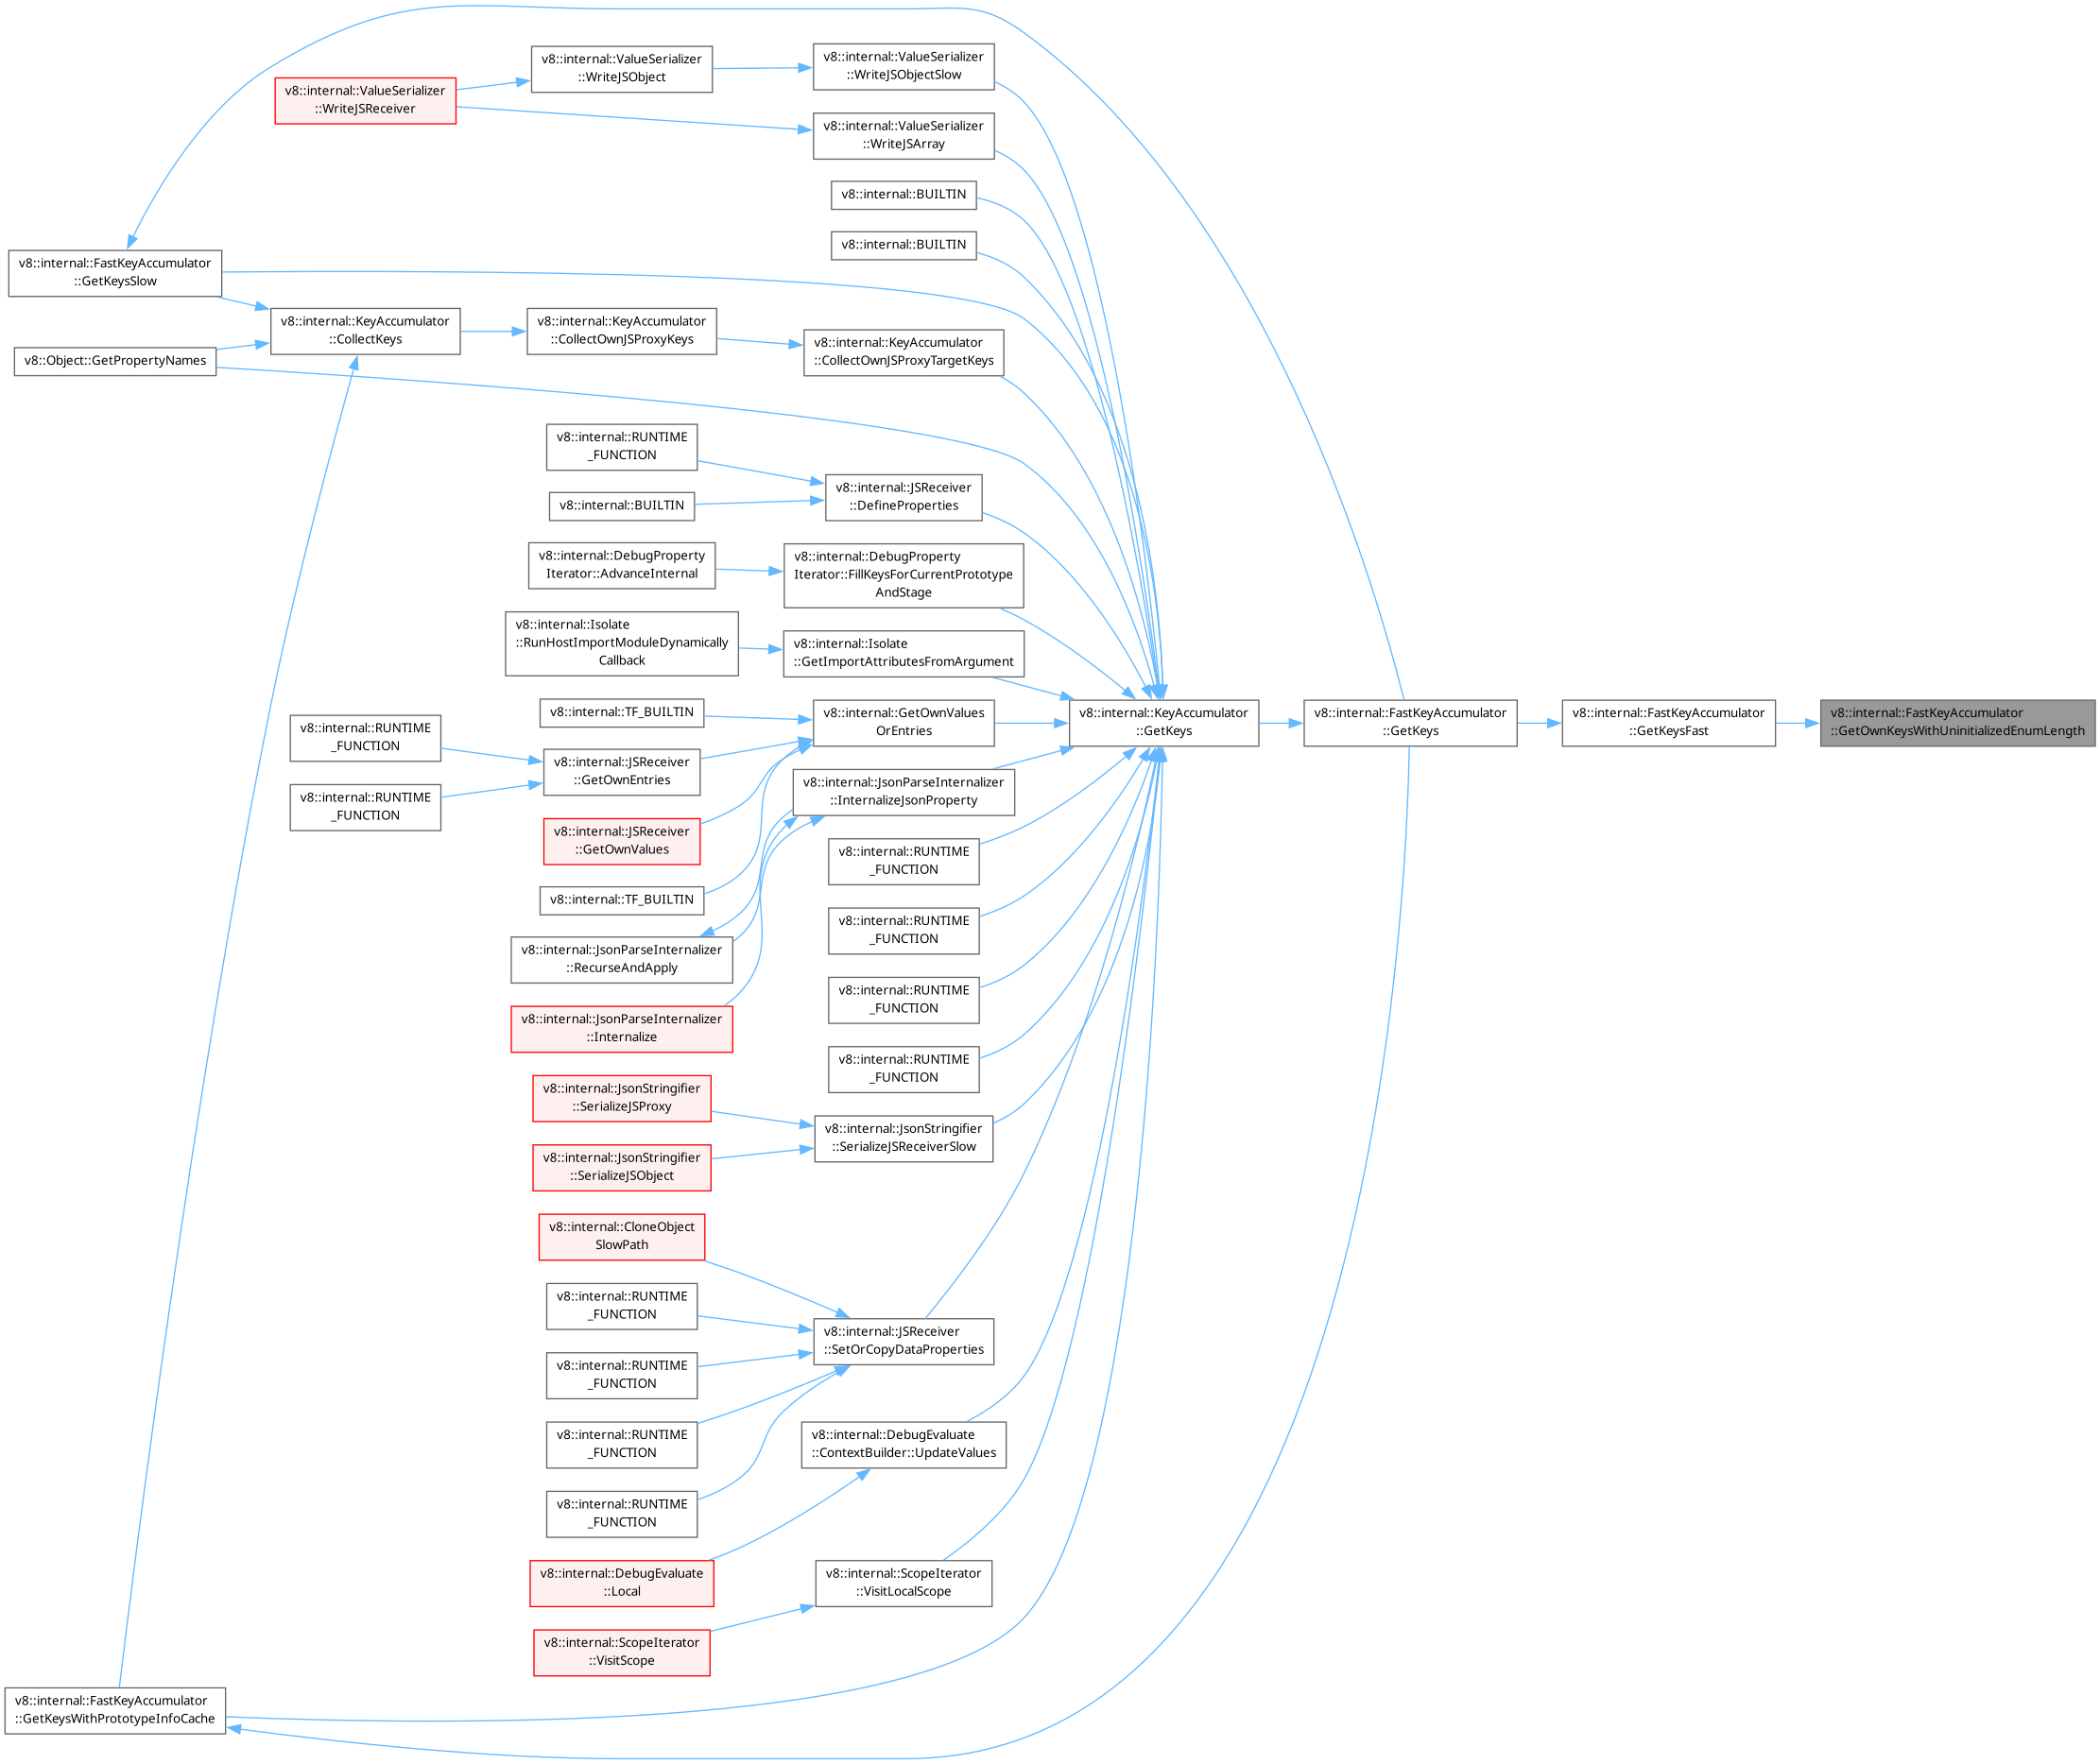 v8::internal::ValueSerializer
::WriteJSObject
v8::internal::ValueSerializer
::WriteJSObjectSlow
v8::internal::ValueSerializer
::WriteJSReceiver
v8::internal::ValueSerializer
::WriteJSArray
v8::internal::BUILTIN
v8::internal::BUILTIN
v8::internal::FastKeyAccumulator
::GetKeysSlow
v8::internal::KeyAccumulator
::CollectKeys
v8::internal::KeyAccumulator
::CollectOwnJSProxyKeys
v8::internal::KeyAccumulator
::CollectOwnJSProxyTargetKeys
v8::Object::GetPropertyNames
v8::internal::RUNTIME
_FUNCTION
v8::internal::BUILTIN
v8::internal::JSReceiver
::DefineProperties
v8::internal::DebugProperty
Iterator::AdvanceInternal
v8::internal::DebugProperty
Iterator::FillKeysForCurrentPrototype
AndStage
v8::internal::Isolate
::RunHostImportModuleDynamically
Callback
v8::internal::Isolate
::GetImportAttributesFromArgument
v8::internal::TF_BUILTIN
v8::internal::GetOwnValues
OrEntries
v8::internal::KeyAccumulator
::GetKeys
v8::internal::FastKeyAccumulator
::GetKeys
v8::internal::FastKeyAccumulator
::GetKeysFast
v8::internal::FastKeyAccumulator
::GetOwnKeysWithUninitializedEnumLength
v8::internal::RUNTIME
_FUNCTION
v8::internal::RUNTIME
_FUNCTION
v8::internal::JSReceiver
::GetOwnEntries
v8::internal::JsonParseInternalizer
::InternalizeJsonProperty
v8::internal::JSReceiver
::GetOwnValues
v8::internal::TF_BUILTIN
v8::internal::JsonParseInternalizer
::RecurseAndApply
v8::internal::JsonParseInternalizer
::Internalize
v8::internal::RUNTIME
_FUNCTION
v8::internal::RUNTIME
_FUNCTION
v8::internal::RUNTIME
_FUNCTION
v8::internal::RUNTIME
_FUNCTION
v8::internal::JsonStringifier
::SerializeJSProxy
v8::internal::JsonStringifier
::SerializeJSObject
v8::internal::JsonStringifier
::SerializeJSReceiverSlow
v8::internal::CloneObject
SlowPath
v8::internal::RUNTIME
_FUNCTION
v8::internal::RUNTIME
_FUNCTION
v8::internal::RUNTIME
_FUNCTION
v8::internal::RUNTIME
_FUNCTION
v8::internal::JSReceiver
::SetOrCopyDataProperties
v8::internal::DebugEvaluate
::ContextBuilder::UpdateValues
v8::internal::DebugEvaluate
::Local
v8::internal::ScopeIterator
::VisitLocalScope
v8::internal::ScopeIterator
::VisitScope
v8::internal::FastKeyAccumulator
::GetKeysWithPrototypeInfoCache